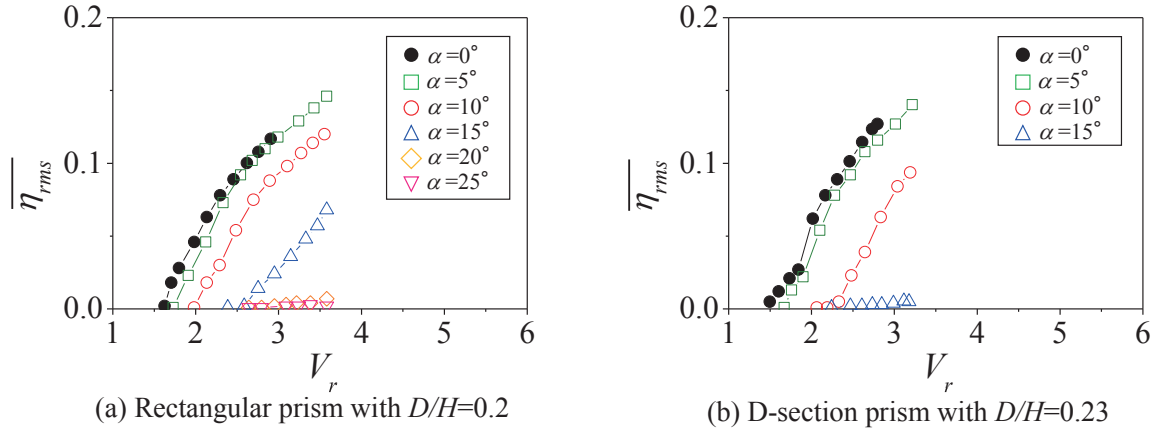 0.2
0.1
0.0
η_rms
1 2 3 4 5 6
V_r
α=0°
α=5°
α=10°
α=15°
α=20°
α=25°
(a) Rectangular prism with D/H=0.2
0.2
0.1
0.0
η_rms
1 2 3 4 5 6
V_r
α=0°
α=5°
α=10°
α=15°
(b) D-section prism with D/H=0.23